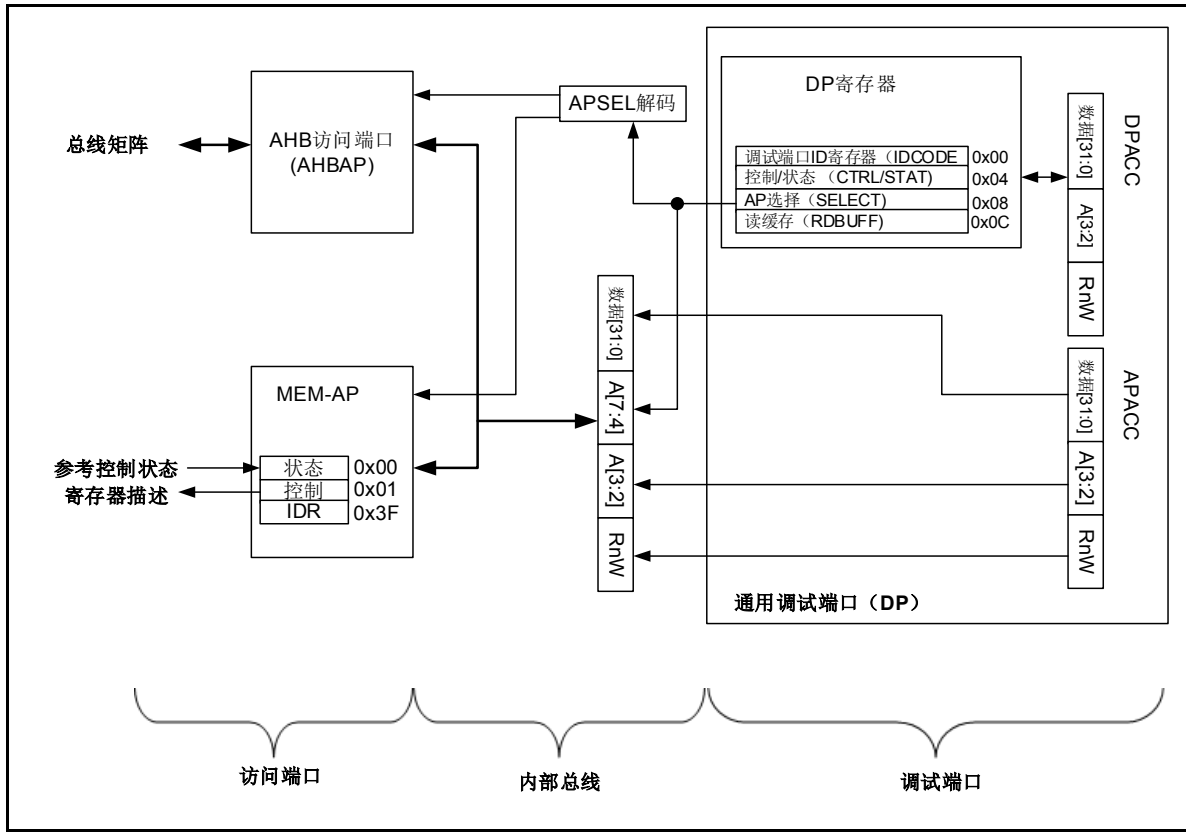 总线矩阵
AHB访问端口
(AHBAP)
APSEL解码
DP寄存器
调试端口ID寄存器（IDCODE 0x00
控制/状态 （CTRL/STAT) 0x04
AP选择（SELECT) 0x08
读缓存（RDBUFF) 0x0C
数据[31:0]
A[3:2]
RnW
DPACC
数据[31:0]
A[7:4]
A[3:2]
RnW
数据[31:0]
A[3:2]
RnW
APACC
MEM-AP
参考控制状态
寄存器描述
状态 0x00
控制 0x01
IDR 0x3F
通用调试端口（DP）
访问端口
内部总线
调试端口